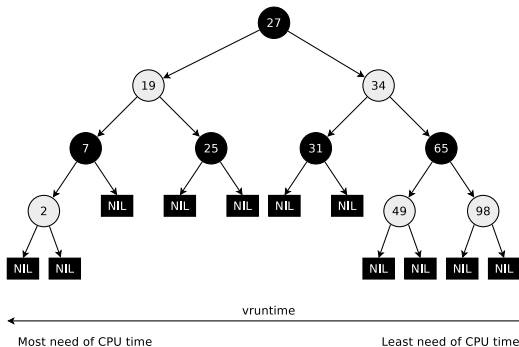 27
19
34
7
25
31
65
2
NIL
NIL
NIL
NIL
NIL
49
98
NIL
NIL
NIL
NIL
NIL
NIL
vruntime
Most need of CPU time
Least need of CPU time